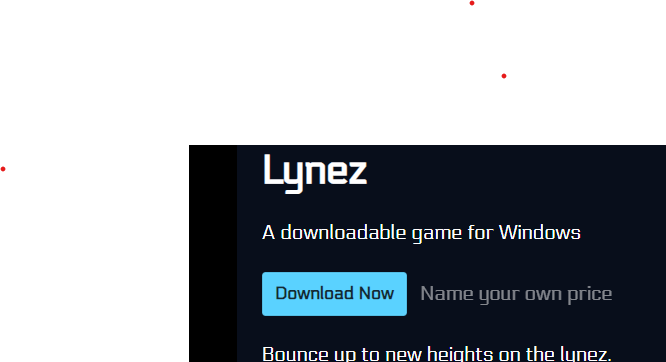 Lynez
A downloadable game for Windows
Download Now Name your own price
Bounce up to new heights on the lynez.